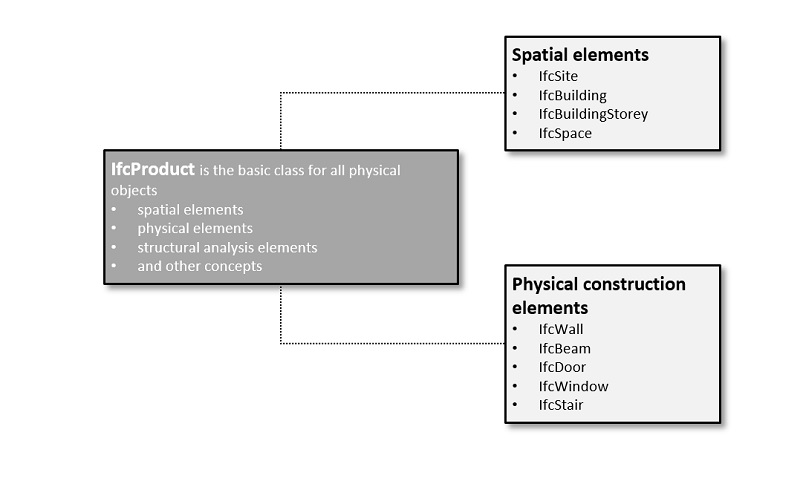 Spatial elements
• IfcSite
• IfcBuilding
• IfcBuildingStorey
• IfcSpace
IfcProduct is the basic class for all physical
objects
• spatial elements
• physical elements
• structural analysis elements
• and other concepts
Physical construction
elements
• IfcWall
• IfcBeam
• IfcDoor
• IfcWindow
• IfcStair